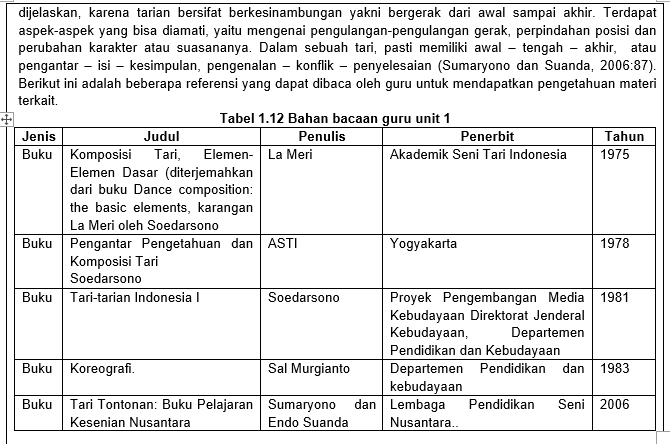 dijelaskan, karena tarian bersifat berkesinambungan yakni bergerak dari awal sampai akhir. Terdapat
aspek-aspek yang bisa diamati, yaitu mengenai pengulangan-pengulangan gerak, perpindahan posisi dan
perubahan karakter atau suasananya. Dalam sebuah tari, pasti memiliki awal – tengah – akhir, atau
pengantar – isi – kesimpulan, pengenalan – konflik – penyelesaian (Sumaryono dan Suanda, 2006:87).
Berikut ini adalah beberapa referensi yang dapat dibaca oleh guru untuk mendapatkan pengetahuan materi
terkait.
Tabel 1.12 Bahan bacaan guru unit 1
Jenis Judul Penulis Penerbit Tahun
Buku Komposisi Tari, Elemen- La Meri Akademik Seni Tari Indonesia 1975
Elemen Dasar (diterjemahkan
dari buku Dance composition:
the basic elements, karangan
La Meri oleh Soedarsono
Buku Pengantar Pengetahuan dan ASTI Yogyakarta 1978
Komposisi Tari
Soedarsono
Buku Tari-tarian Indonesia I Soedarsono Proyek Pengembangan Media 1981
Kebudayaan Direktorat Jenderal
Kebudayaan, Departemen
Pendidikan dan Kebudayaan
Buku Koreografi. Sal Murgianto Departemen Pendidikan dan 1983
kebudayaan
Buku Tari Tontonan: Buku Pelajaran Sumaryono dan Lembaga Pendidikan Seni 2006
Kesenian Nusantara Endo Suanda Nusantara..